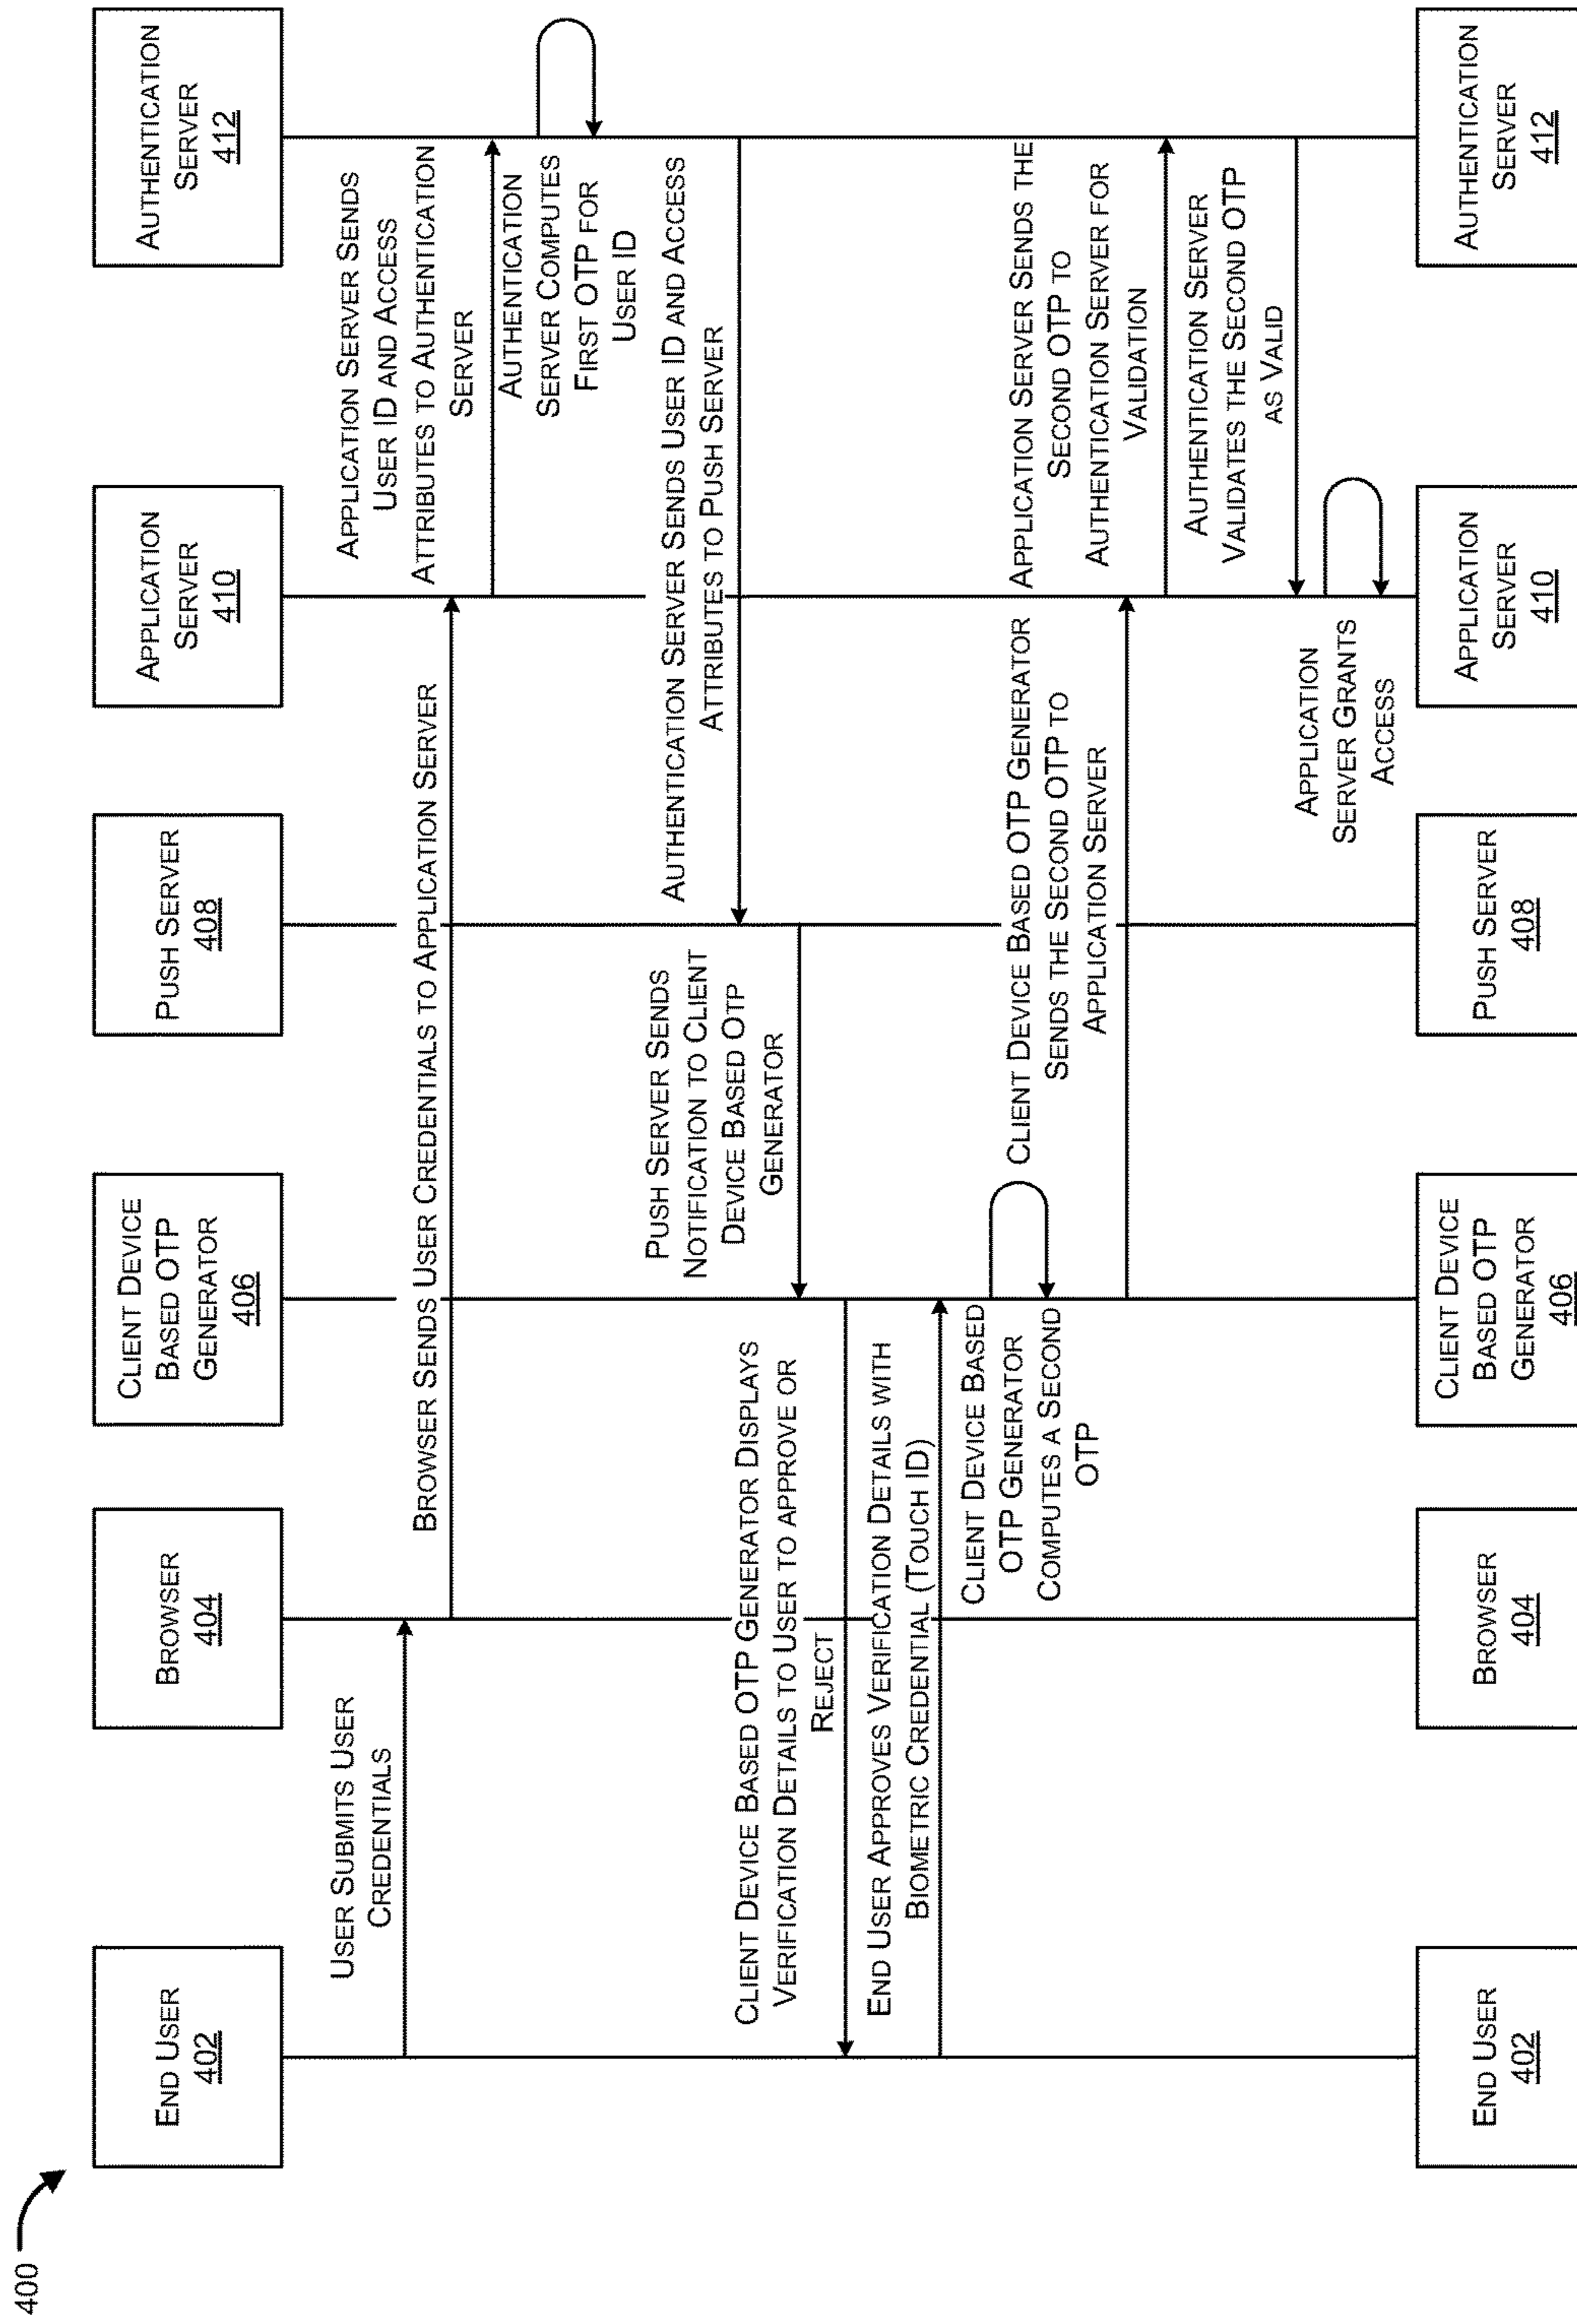 400
END USER
402
BROWSER
404
CLIENT DEVICE
BASED OTP
GENERATOR
406
PUSH SERVER
408
APPLICATION
SERVER
410
AUTHENTICATION
SERVER
412
USER SUBMITS USER
CREDENTIALS
BROWSER SENDS USER CREDENTIALS TO APPLICATION SERVER
APPLICATION SERVER SENDS
USER ID AND ACCESS
ATTRIBUTES TO AUTHENTICATION
SERVER
AUTHENTICATION
SERVER COMPUTES
FIRST OTP FOR
USER ID
AUTHENTICATION SERVER SENDS USER ID AND ACCESS
ATTRIBUTES TO PUSH SERVER
PUSH SERVER SENDS
NOTIFICATION TO CLIENT
DEVICE BASED OTP
GENERATOR
CLIENT DEVICE BASED OTP GENERATOR DISPLAYS
VERIFICATION DETAILS TO USER TO APPROVE OR
REJECT
END USER APPROVES VERIFICATION DETAILS WITH
BIOMETRIC CREDENTIAL (TOUCH ID)
CLIENT DEVICE BASED
OTP GENERATOR
COMPUTES A SECOND
OTP
CLIENT DEVICE BASED OTP GENERATOR
SENDS THE SECOND OTP TO
APPLICATION SERVER
APPLICATION SERVER SENDS THE
SECOND OTP TO
AUTHENTICATION SERVER FOR
VALIDATION
AUTHENTICATION SERVER
VALIDATES THE SECOND OTP
AS VALID
APPLICATION
SERVER GRANTS
ACCESS
END USER
402
BROWSER
404
CLIENT DEVICE
BASED OTP
GENERATOR
406
PUSH SERVER
408
APPLICATION
SERVER
410
AUTHENTICATION
SERVER
412